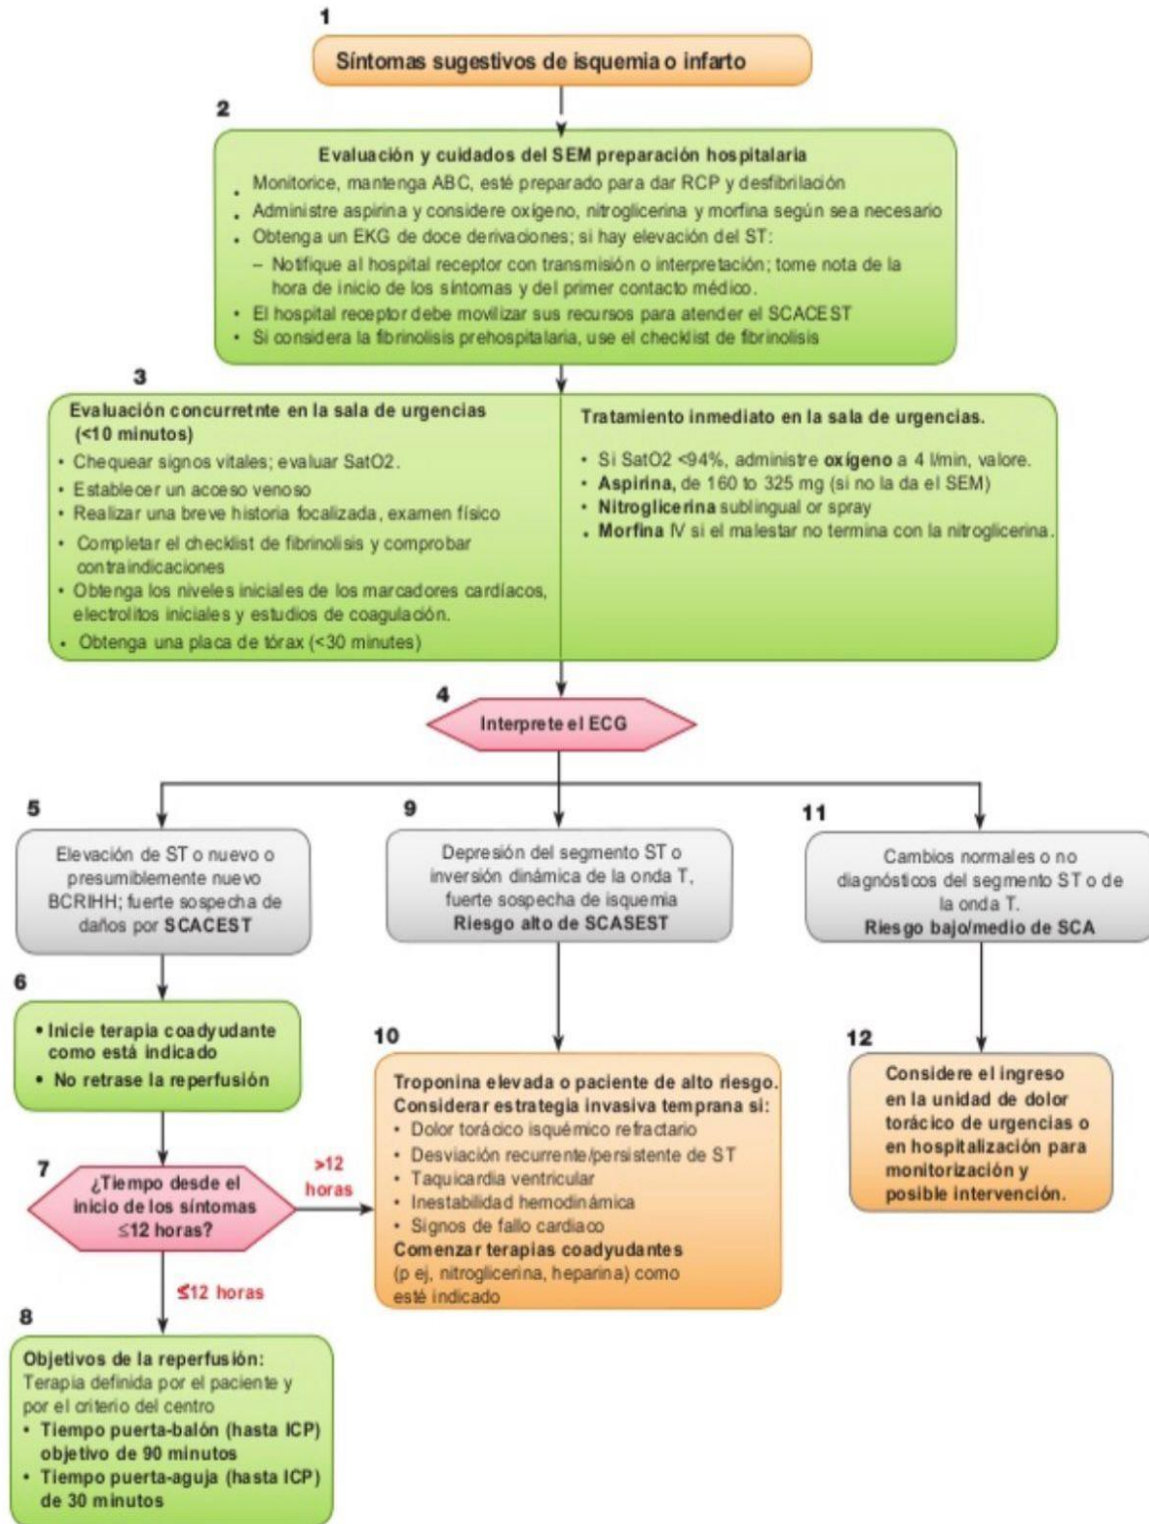 1
Síntomas sugestivos de isquemia o infarto
2
Evaluación y cuidados del SEM preparación hospitalaria
• Monitorice, mantenga ABC, esté preparado para dar RCP y desfibrilación
• Administre aspirina y considere oxígeno, nitroglicerina y morfina según sea necesario
• Obtenga un EKG de doce derivaciones; si hay elevación del ST:
– Notifique al hospital receptor con transmisión o interpretación; tome nota de la
hora de inicio de los síntomas y del primer contacto médico.
• El hospital receptor debe movilizar sus recursos para atender el SCACEST
• Si considera la fibrinolisis prehospitalaria, use el checklist de fibrinolisis
3
Evaluación concurretnte en la sala de urgencias
(<10 minutos)
• Chequear signos vitales; evaluar SatO2.
• Establecer un acceso venoso
• Realizar una breve historia focalizada, examen físico
• Completar el checklist de fibrinolisis y comprobar
contraindicaciones
• Obtenga los niveles iniciales de los marcadores cardíacos,
electrolitos iniciales y estudios de coagulación.
• Obtenga una placa de tórax (<30 minutes)
Tratamiento inmediato en la sala de urgencias.
• Si SatO2 <94%, administre oxígeno a 4 l/min, valore.
• Aspirina, de 160 to 325 mg (si no la da el SEM)
• Nitroglicerina sublingual or spray
• Morfina IV si el malestar no termina con la nitroglicerina.
4
Interprete el ECG
5
Elevación de ST o nuevo o
presumiblemente nuevo
BCRIHH; fuerte sospecha de
daños por SCACEST
6
• Inicie terapia coadyudante
como está indicado
• No retrase la reperfusión
7
¿Tiempo desde el
inicio de los síntomas
≤12 horas?
>12
horas
≤12 horas
8
Objetivos de la reperfusión:
Terapia definida por el paciente y
por el criterio del centro
• Tiempo puerta-balón (hasta ICP)
objetivo de 90 minutos
• Tiempo puerta-aguja (hasta ICP)
de 30 minutos
9
Depresión del segmento ST o
inversión dinámica de la onda T,
fuerte sospecha de isquemia
Riesgo alto de SCASEST
10
Troponina elevada o paciente de alto riesgo.
Considerar estrategia invasiva temprana si:
• Dolor torácico isquémico refractario
• Desviación recurrente/persistente de ST
• Taquicardia ventricular
• Inestabilidad hemodinámica
• Signos de fallo cardiaco
Comenzar terapias coadyudantes
(p ej, nitroglicerina, heparina) como
esté indicado
11
Cambios normales o no
diagnósticos del segmento ST o de
la onda T.
Riesgo bajo/medio de SCA
12
Considere el ingreso
en la unidad de dolor
torácico de urgencias o
en hospitalización para
monitorización y
posible intervención.